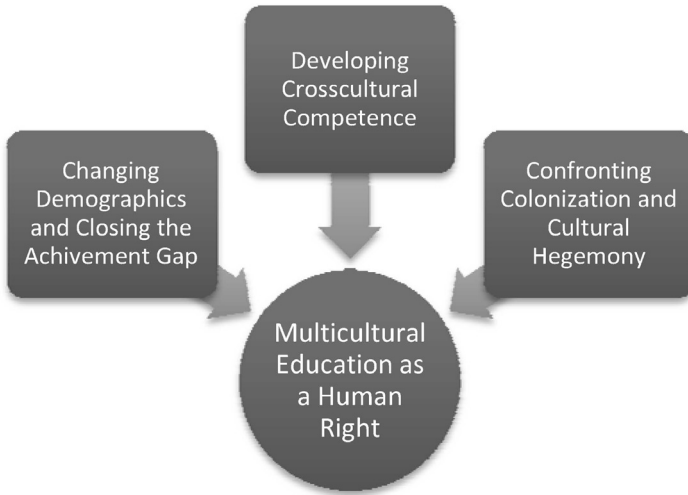 Developing
Crosscultural
Competence
Changing
Demographics
and Closing the
Achivement Gap
Confronting
Colonization and
Cultural
Hegemony
Multicultural
Education as
a Human
Right